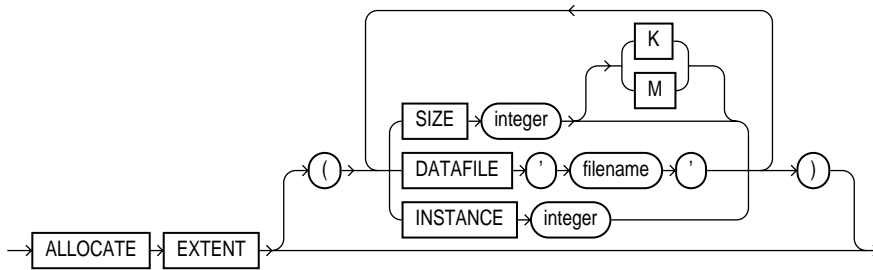 K
M
SIZE integer
( DATAFILE ' filename ' )
INSTANCE integer
ALLOCATE EXTENT